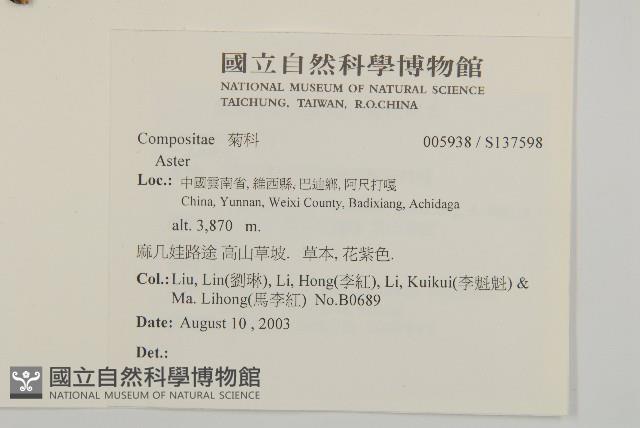 國立自然科學博物館
NATIONAL MUSEUM OF NATURAL SCIENCE
TAICHUNG, TAIWAN, R.O.CHINA
Compositae 菊科 005938 / S137598
Aster
Loc.: 中國雲南省, 維西縣, 巴迪鄉, 阿尺打嘎
China, Yunnan, Weixi County, Badixiang, Achidaga
alt. 3,870 m.
麻几娃路途 高山草坡. 草本, 花紫色.
Col.: Liu, Lin(劉琳), Li, Hong(李紅), Li, Kuikui(李魁魁) &
Ma. Lihong(馬李紅) No.B0689
Date: August 10 , 2003
Det.:
國立自然科學博物館
NATIONAL MUSEUM OF NATURAL SCIENCE